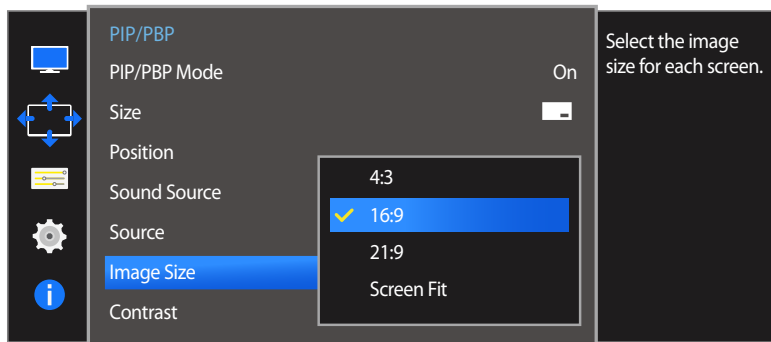 PIP/PBP
PIP/PBP Mode On
Size
Position
Sound Source
Source
Image Size
Contrast
4:3
16:9
21:9
Screen Fit
Select the image
size for each screen.
i